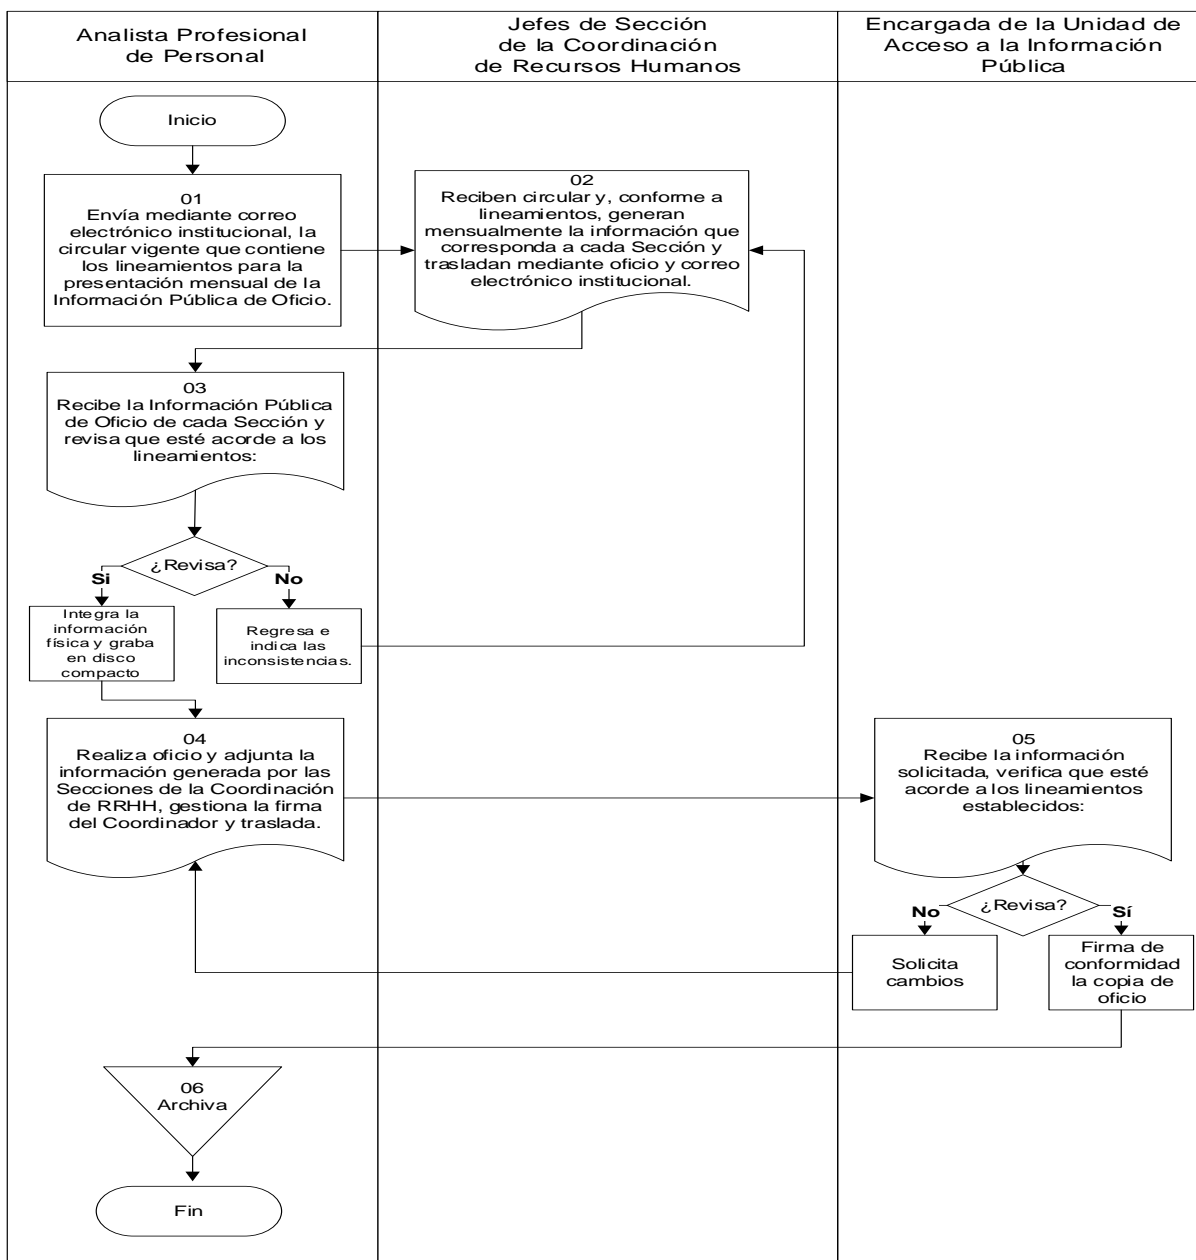 Analista Profesional
de Personal
Jefes de Sección
de la Coordinación
de Recursos Humanos
Encargada de la Unidad de
Acceso a la Información
Pública
Inicio
01
Envía mediante correo
electrónico institucional, la
circular vigente que contiene
los lineamientos para la
presentación mensual de la
Información Pública de Oficio.
02
Reciben circular y, conforme a
lineamientos, generan
mensualmente la información que
corresponda a cada Sección y
trasladan mediante oficio y correo
electrónico institucional.
03
Recibe la Información Pública
de Oficio de cada Sección y
revisa que esté acorde a los
lineamientos:
¿Revisa?
Si
No
Integra la
información
física y graba
en disco
compacto
Regresa e
indica las
inconsistencias.
04
Realiza oficio y adjunta la
información generada por las
Secciones de la Coordinación
de RRHH, gestiona la firma
del Coordinador y traslada.
05
Recibe la información
solicitada, verifica que esté
acorde a los lineamientos
establecidos:
¿Revisa?
No
Sí
Solicita
cambios
Firma de
conformidad
la copia de
oficio
06
Archiva
Fin